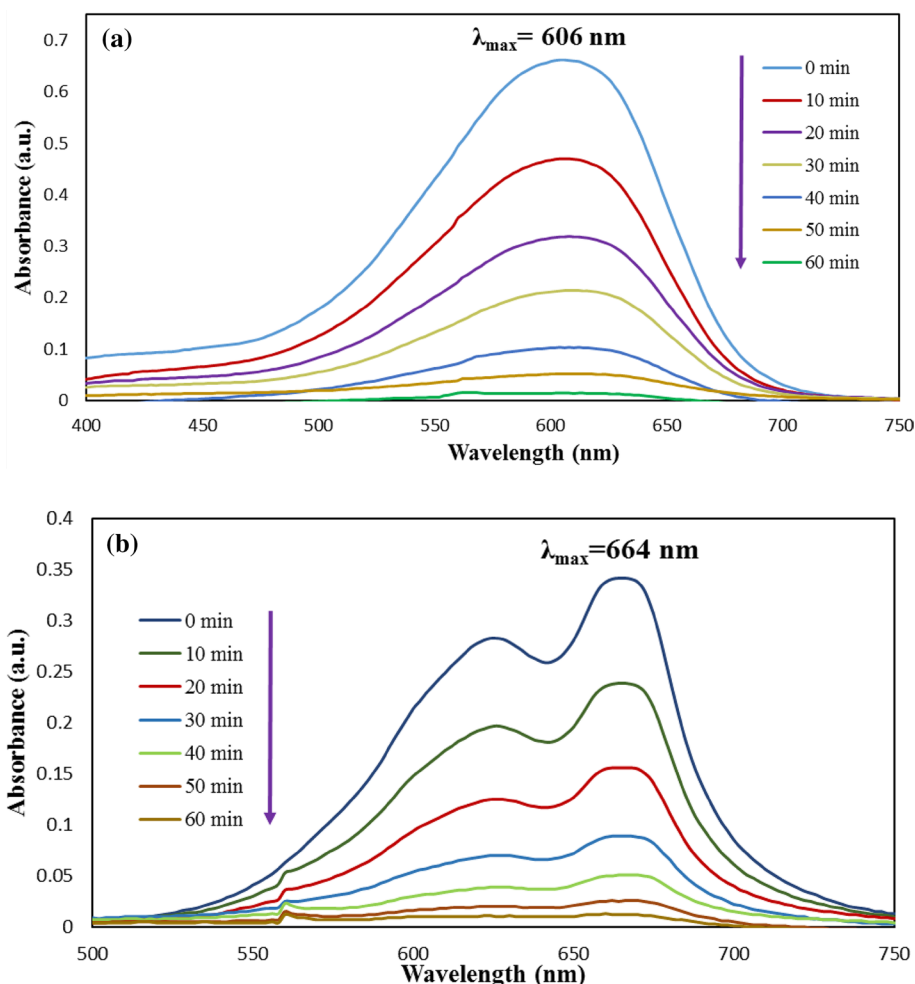 (a)
λmax= 606 nm
0.7
0.6
0.5
0.4
0.3
0.2
0.1
0
Absorbance (a.u.)
0 min
10 min
20 min
30 min
40 min
50 min
60 min
400
450
500
550
600
650
700
750
Wavelength (nm)
(b)
λmax=664 nm
0.4
0.35
0.3
0.25
0.2
0.15
0.1
0.05
0
Absorbance (a.u.)
0 min
10 min
20 min
30 min
40 min
50 min
60 min
500
550
600
650
700
750
Wavelength (nm)